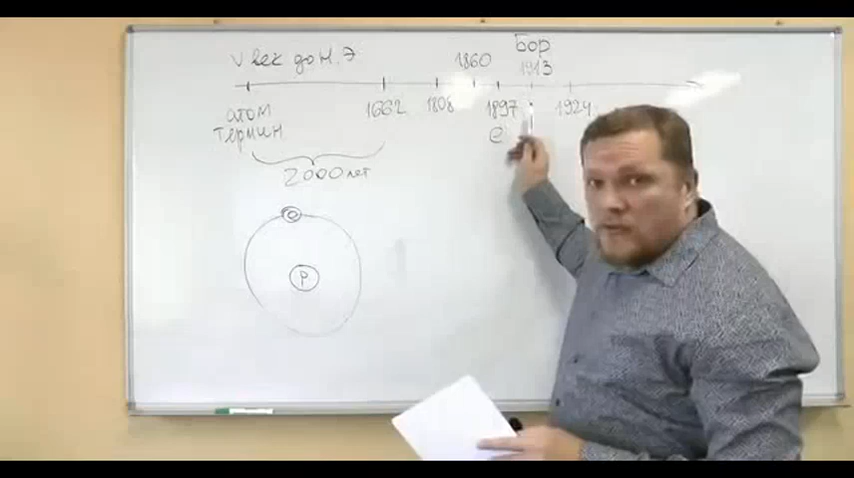 V век до н. э
1860
Бор
1913
атом
термин
1662
1808
1897
e
1924
2000 лет
P